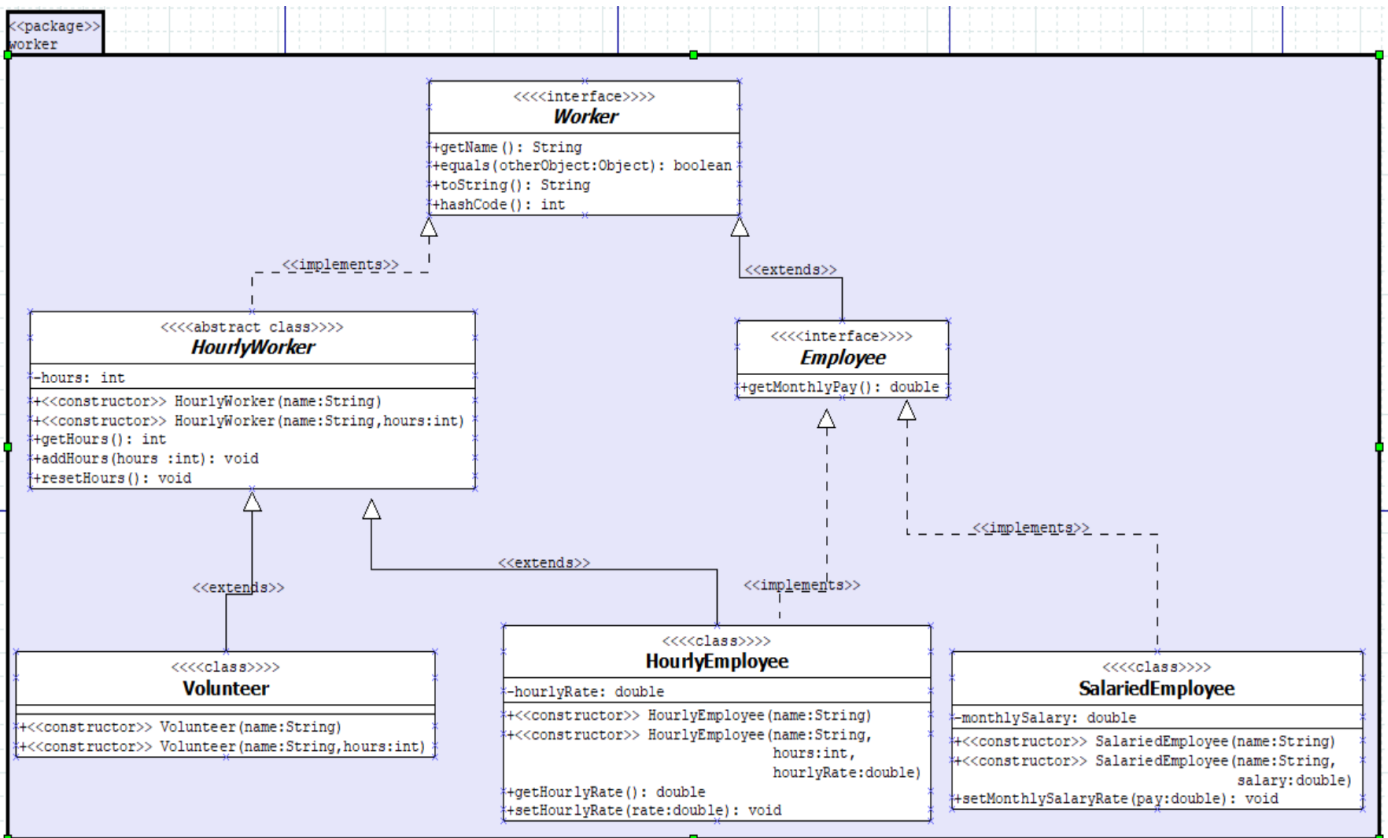 <<package>>
worker
<<<<interface>>>>
Worker
+getName(): String
+equals(otherObject:Object): boolean
+toString(): String
+hashCode(): int
<<implements>>
<<extends>>
<<<<abstract class>>>>
HourlyWorker
-hours: int
+<<constructor>> HourlyWorker(name:String)
+<<constructor>> HourlyWorker(name:String,hours:int)
+getHours(): int
+addHours(hours :int): void
+resetHours(): void
<<<<interface>>>>
Employee
+getMonthlyPay(): double
<<extends>>
<<extends>>
<<implements>>
<<implements>>
<<<<class>>>>
Volunteer
+<<constructor>> Volunteer(name:String)
+<<constructor>> Volunteer(name:String,hours:int)
<<<<class>>>>
HourlyEmployee
-hourlyRate: double
+<<constructor>> HourlyEmployee(name:String)
+<<constructor>> HourlyEmployee(name:String,
hours:int,
hourlyRate:double)
+getHourlyRate(): double
+setHourlyRate(rate:double): void
<<<<class>>>>
SalariedEmployee
-monthlySalary: double
+<<constructor>> SalariedEmployee(name:String)
+<<constructor>> SalariedEmployee(name:String,
salary:double)
+setMonthlySalaryRate(pay:double): void